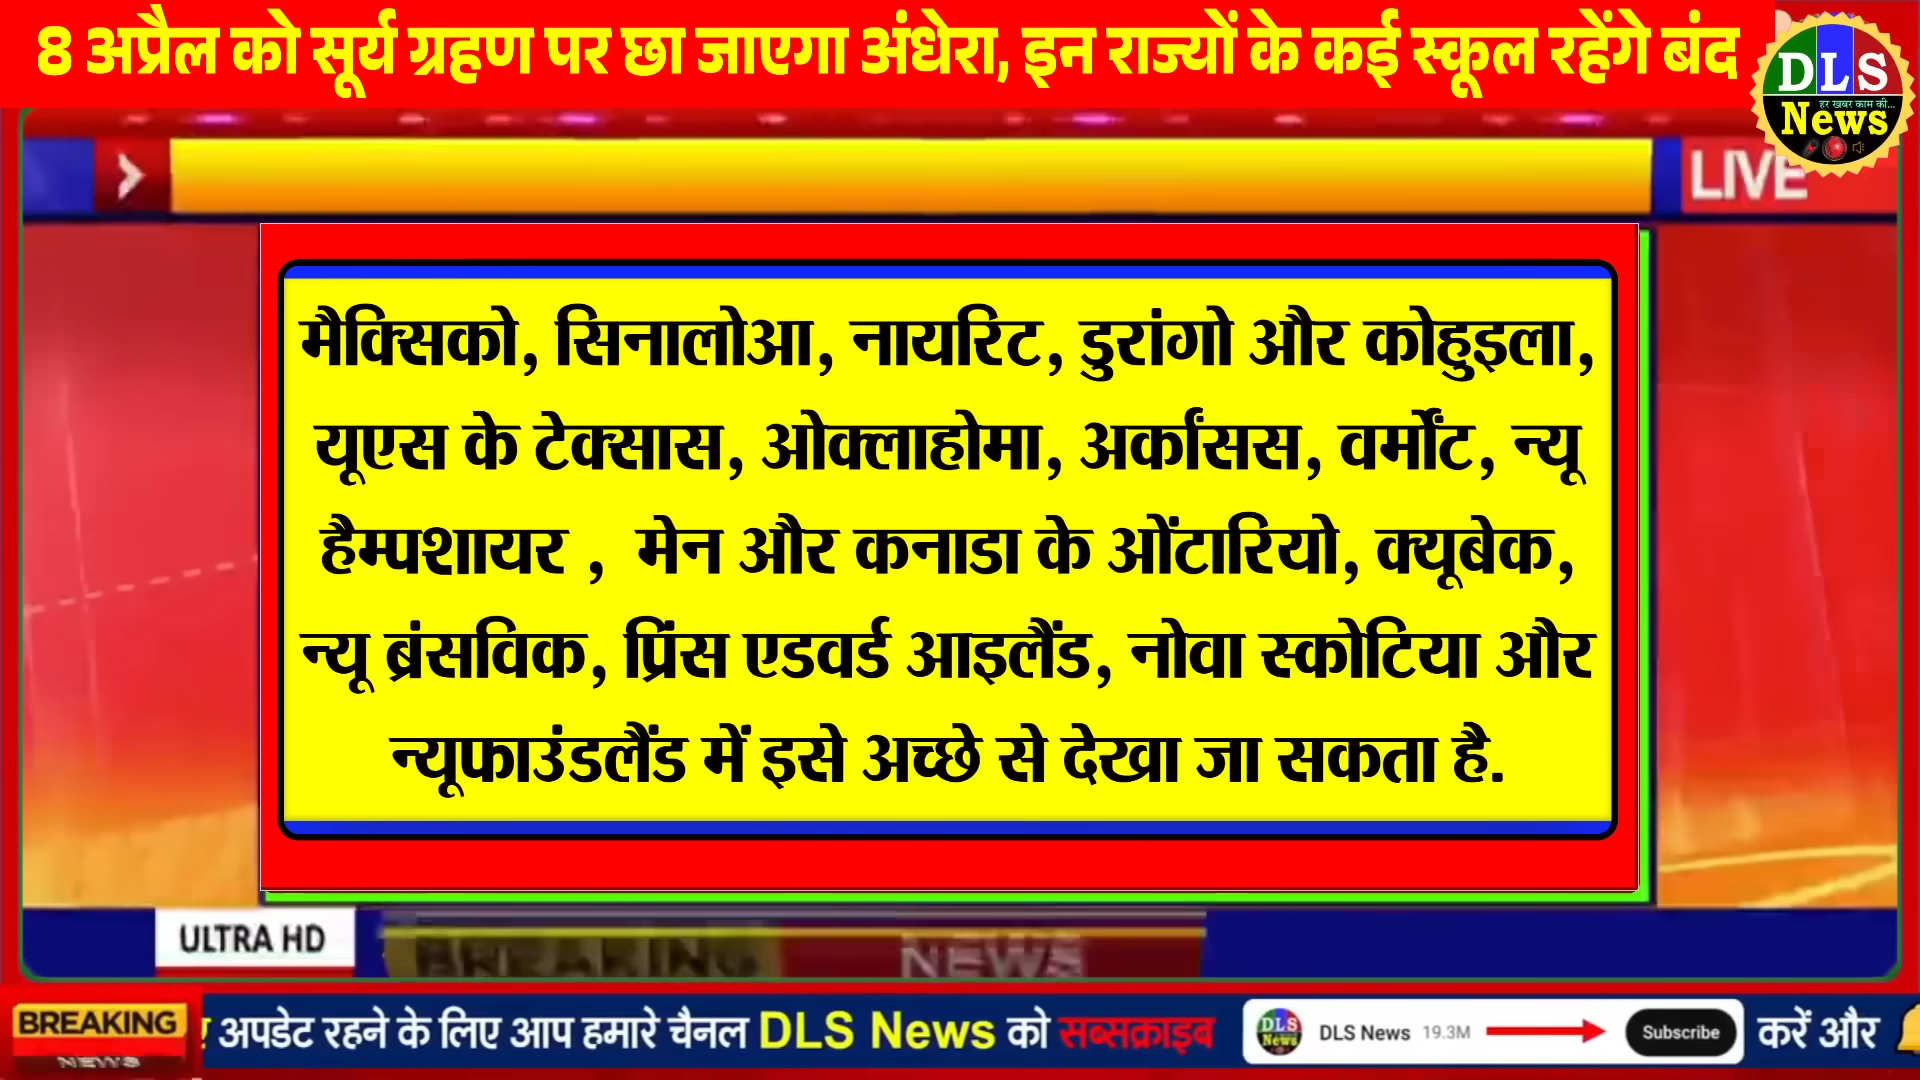 8 अप्रैल को सूर्य ग्रहण पर छा जाएगा अंधेरा, इन राज्यों के कई स्कूल रहेंगे बंद
DLS
हर खबर काम की...
News
LIVE
मैक्सिको, सिनालोआ, नायरिट, डुरांगो और कोहुइला,
यूएस के टेक्सास, ओक्लाहोमा, अर्कांसस, वर्मोंट, न्यू
हैम्पशायर , मेन और कनाडा के ओंटारियो, क्यूबेक,
न्यू ब्रंसविक, प्रिंस एडवर्ड आइलैंड, नोवा स्कोटिया और
न्यूफाउंडलैंड में इसे अच्छे से देखा जा सकता है.
ULTRA HD
BREAKING NEWS
BREAKING
NEWS
अपडेट रहने के लिए आप हमारे चैनल DLS News को सब्सक्राइब
DLS News
DLS News 19.3M Subscribe
करें और